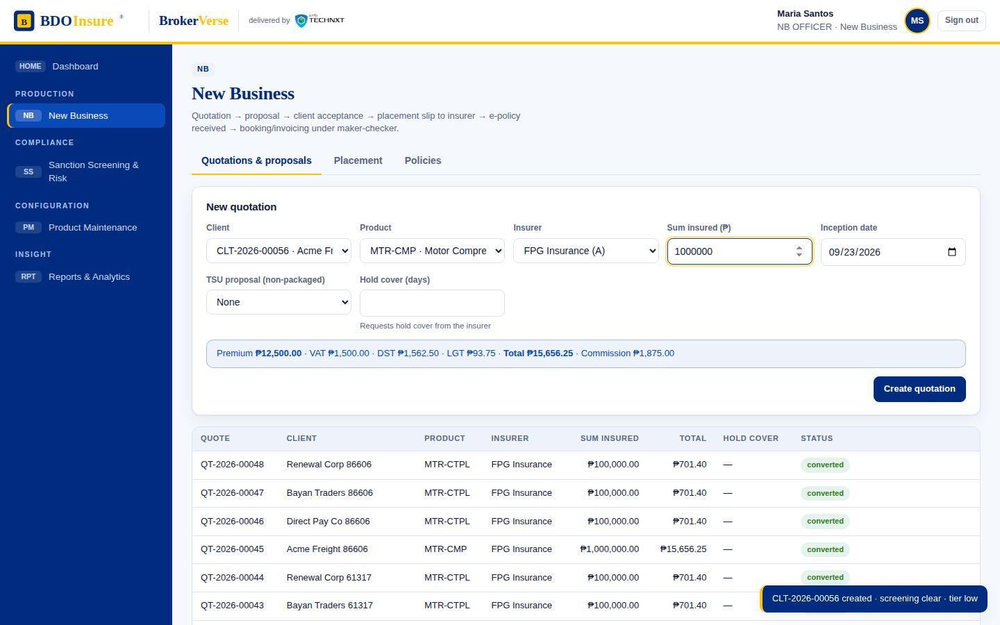 B BDOInsure ®
BrokerVerse
delivered by
TECHNXT
Maria Santos
NB OFFICER · New Business
MS
Sign out
HOME Dashboard
PRODUCTION
NB New Business
COMPLIANCE
SS Sanction Screening &
Risk
CONFIGURATION
PM Product Maintenance
INSIGHT
RPT Reports & Analytics
NB
New Business
Quotation → proposal → client acceptance → placement slip to insurer → e-policy
received → booking/invoicing under maker-checker.
Quotations & proposals Placement Policies
New quotation
Client Product Insurer Sum insured (₱) Inception date
CLT-2026-00056 · Acme Fr MTR-CMP · Motor Compre FPG Insurance (A) 1000000 09/23/2026
TSU proposal (non-packaged) Hold cover (days)
None
Requests hold cover from the insurer
Premium ₱12,500.00 · VAT ₱1,500.00 · DST ₱1,562.50 · LGT ₱93.75 · Total ₱15,656.25 · Commission ₱1,875.00
Create quotation
QUOTE CLIENT PRODUCT INSURER SUM INSURED TOTAL HOLD COVER STATUS
QT-2026-00048 Renewal Corp 86606 MTR-CTPL FPG Insurance ₱100,000.00 ₱701.40 — converted
QT-2026-00047 Bayan Traders 86606 MTR-CTPL FPG Insurance ₱100,000.00 ₱701.40 — converted
QT-2026-00046 Direct Pay Co 86606 MTR-CTPL FPG Insurance ₱100,000.00 ₱701.40 — converted
QT-2026-00045 Acme Freight 86606 MTR-CMP FPG Insurance ₱1,000,000.00 ₱15,656.25 — converted
QT-2026-00044 Renewal Corp 61317 MTR-CTPL FPG Insurance ₱100,000.00 ₱701.40 — converted
QT-2026-00043 Bayan Traders 61317 MTR-CTPL FPG Insurance ₱100,000.00 ₱701.40 —
CLT-2026-00056 created · screening clear · tier low